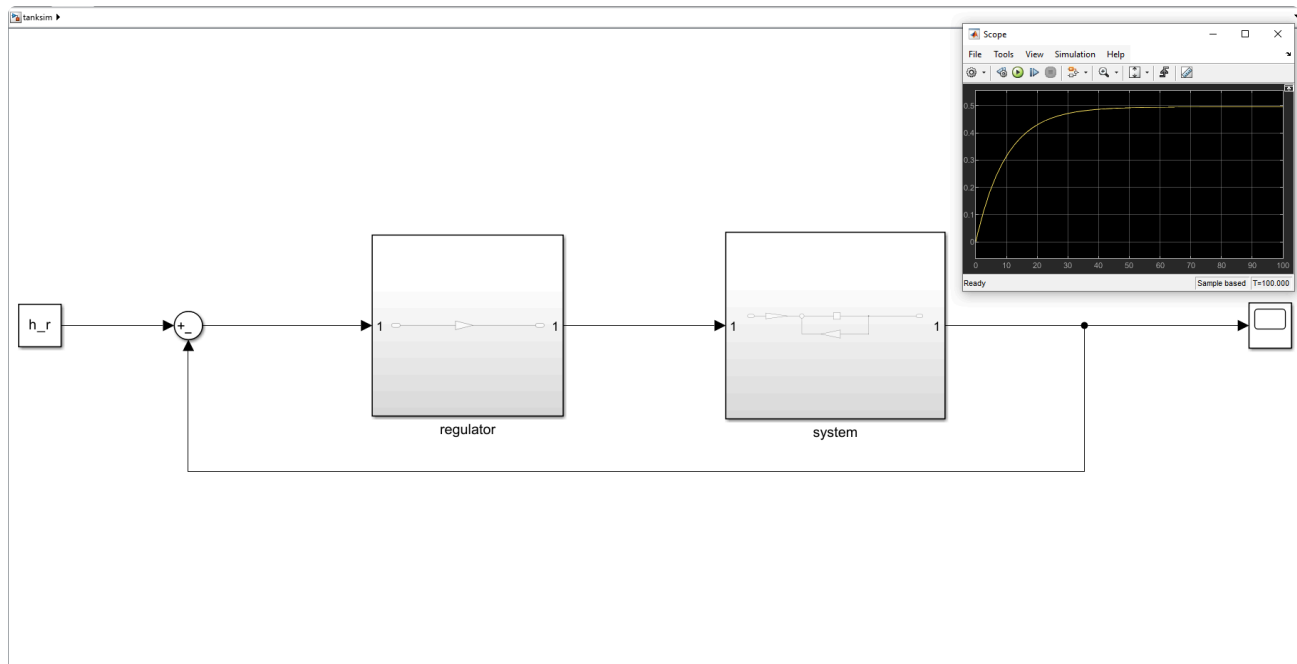 tanksim
Scope
File Tools View Simulation Help
0.5
0.4
0.3
0.2
0.1
0
0 10 20 30 40 50 60 70 80 90 100
Ready Sample based T=100.000
h_r
+_
1 1
1 1
regulator
system